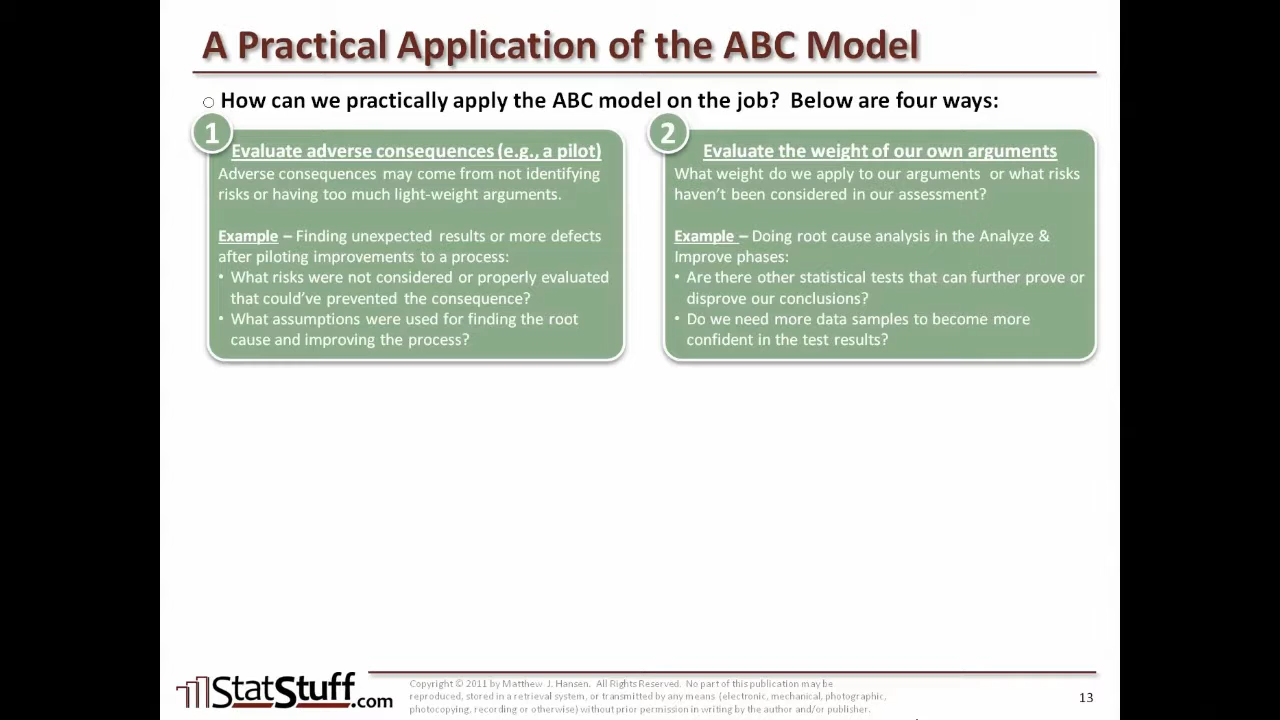 A Practical Application of the ABC Model
○ How can we practically apply the ABC model on the job? Below are four ways:
1
Evaluate adverse consequences (e.g., a pilot)
Adverse consequences may come from not identifying
risks or having too much light-weight arguments.
Example – Finding unexpected results or more defects
after piloting improvements to a process:
• What risks were not considered or properly evaluated
that could've prevented the consequence?
• What assumptions were used for finding the root
cause and improving the process?
2
Evaluate the weight of our own arguments
What weight do we apply to our arguments or what risks
haven't been considered in our assessment?
Example – Doing root cause analysis in the Analyze &
Improve phases:
• Are there other statistical tests that can further prove or
disprove our conclusions?
• Do we need more data samples to become more
confident in the test results?
StatStuff.com
Copyright © 2011 by Matthew J. Hansen. All Rights Reserved. No part of this publication may be
reproduced, stored in a retrieval system, or transmitted by any means (electronic, mechanical, photographic,
photocopying, recording or otherwise) without prior permission in writing by the author and/or publisher.
13